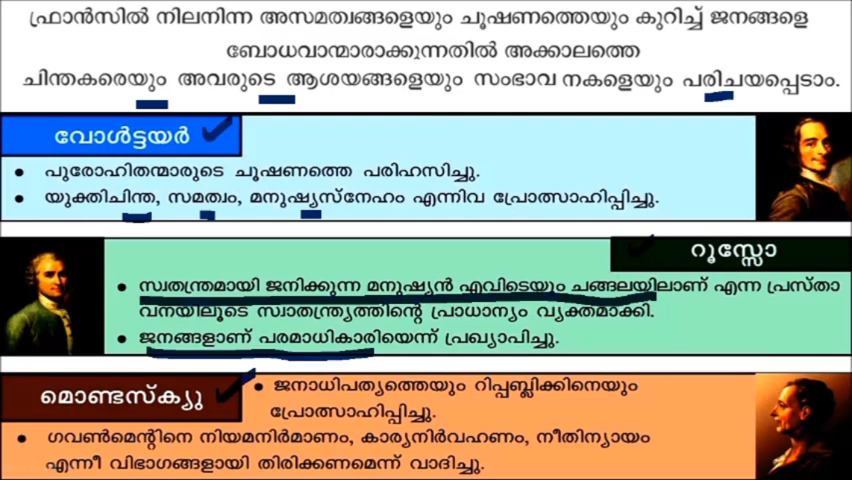 ഫ്രാൻസിൽ നിലനിന്ന അസമത്വങ്ങളെയും ചൂഷണത്തെയും കുറിച്ച് ജനങ്ങളെ
ബോധവാന്മാരാക്കുന്നതിൽ അക്കാലത്തെ
ചിന്തകരെയും അവരുടെ ആശയങ്ങളെയും സംഭാവ നകളെയും പരിചയപ്പെടാം.
വോൾട്ടയർ
• പുരോഹിതന്മാരുടെ ചൂഷണത്തെ പരിഹസിച്ചു.
• യുക്തിചിന്ത, സമത്വം, മനുഷ്യസ്നേഹം എന്നിവ പ്രോത്സാഹിപ്പിച്ചു.
റൂസ്സോ
• സ്വതന്ത്രമായി ജനിക്കുന്ന മനുഷ്യൻ എവിടെയും ചങ്ങലയിലാണ് എന്ന പ്രസ്താ
വനയിലൂടെ സ്വാതന്ത്ര്യത്തിന്റെ പ്രാധാന്യം വ്യക്തമാക്കി.
• ജനങ്ങളാണ് പരമാധികാരിയെന്ന് പ്രഖ്യാപിച്ചു.
മൊണ്ടസ്ക്യു
• ജനാധിപത്യത്തെയും റിപ്പബ്ലിക്കിനെയും
പ്രോത്സാഹിപ്പിച്ചു.
• ഗവൺമെന്റിനെ നിയമനിർമാണം, കാര്യനിർവഹണം, നീതിന്യായം
എന്നീ വിഭാഗങ്ങളായി തിരിക്കണമെന്ന് വാദിച്ചു.